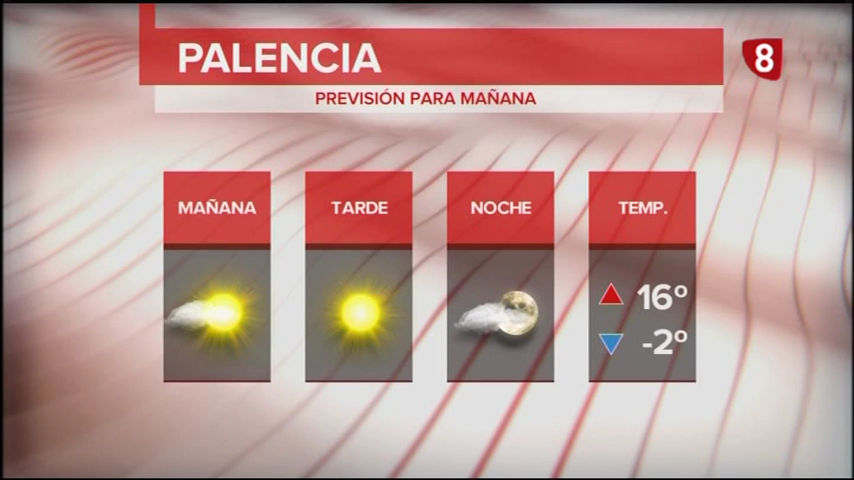 PALENCIA
8
PREVISIÓN PARA MAÑANA
MAÑANA
TARDE
NOCHE
TEMP.
16º
-2º